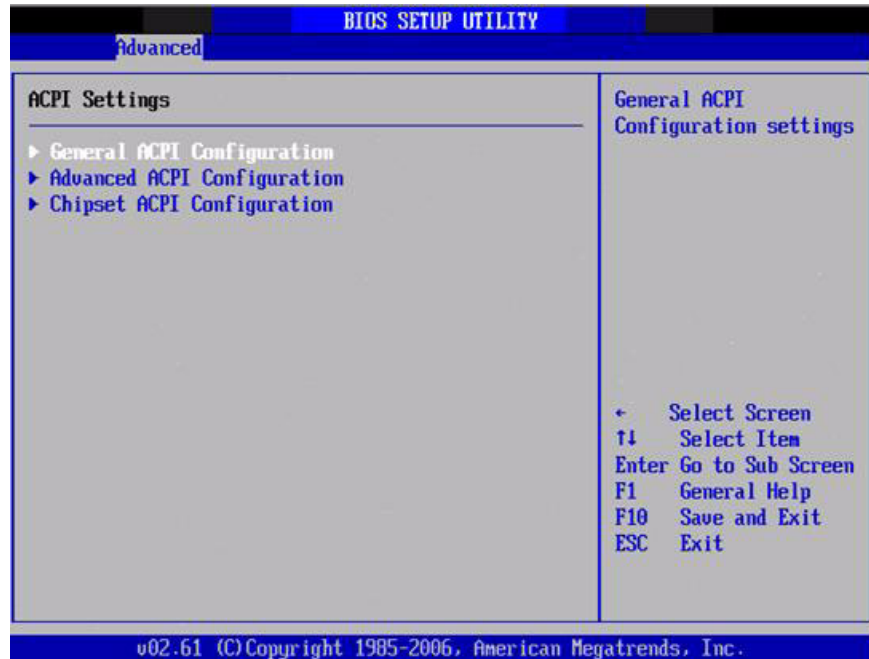 BIOS SETUP UTILITY
Advanced
ACPI Settings
▶ General ACPI Configuration
▶ Advanced ACPI Configuration
▶ Chipset ACPI Configuration
General ACPI
Configuration settings
← Select Screen
↑↓ Select Item
Enter Go to Sub Screen
F1 General Help
F10 Save and Exit
ESC Exit
v02.61 (C)Copyright 1985-2006, American Megatrends, Inc.